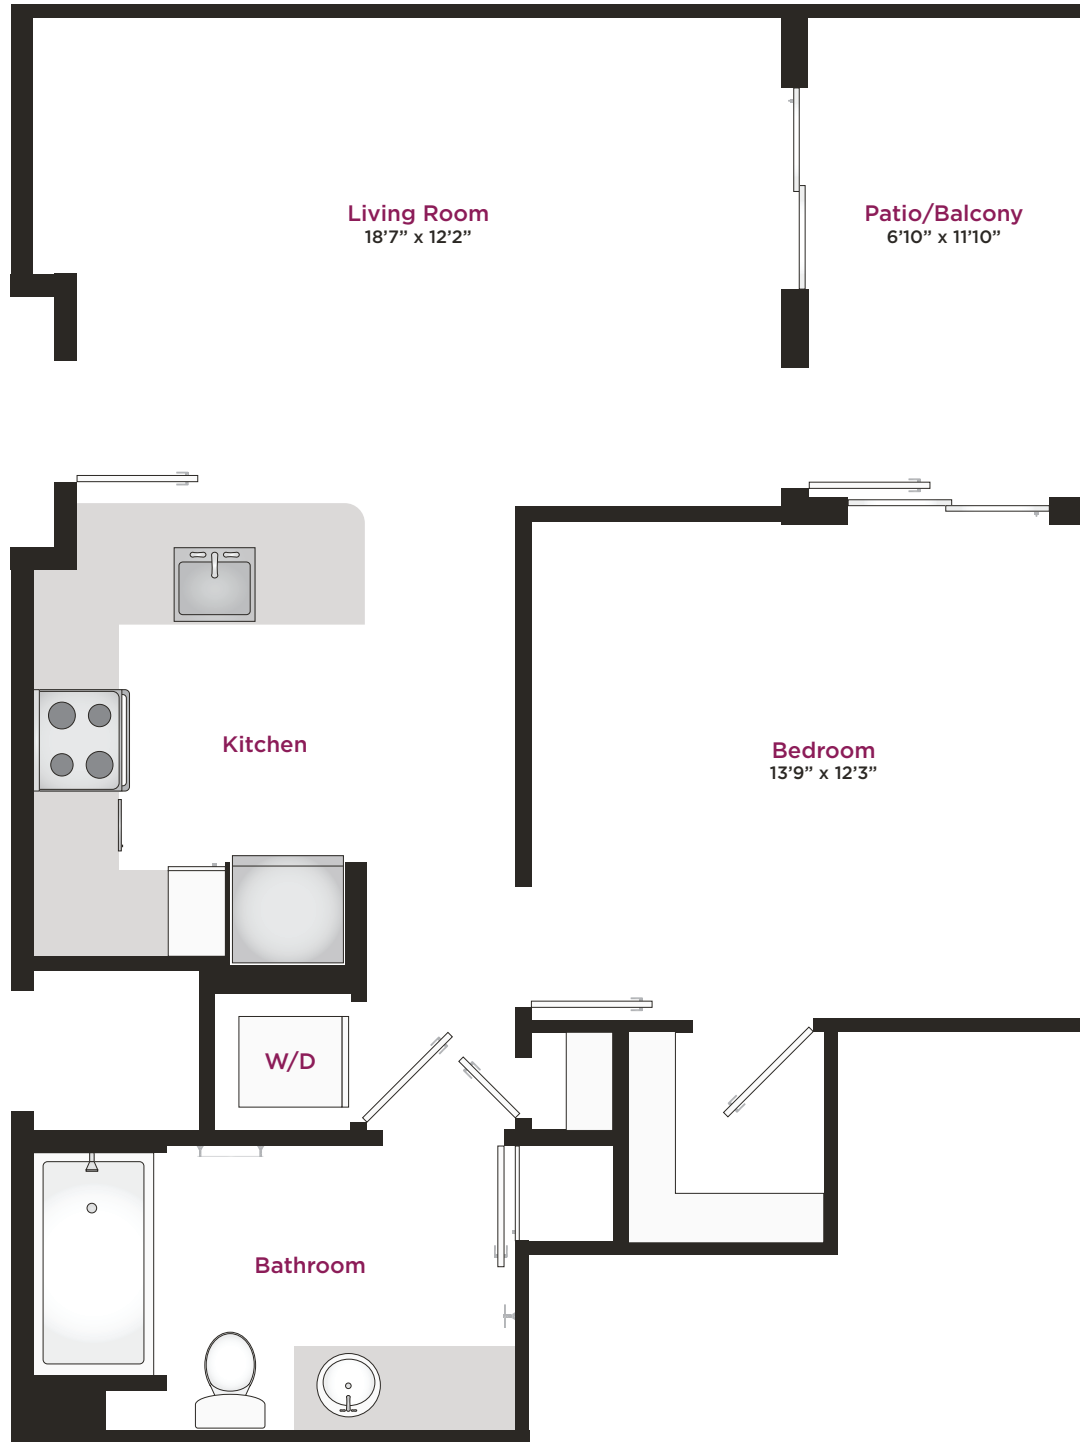 Living Room
18’7” x 12’2”
Patio/Balcony
6’10” x 11’10”
Kitchen
Bedroom
13’9” x 12’3”
W/D
Bathroom